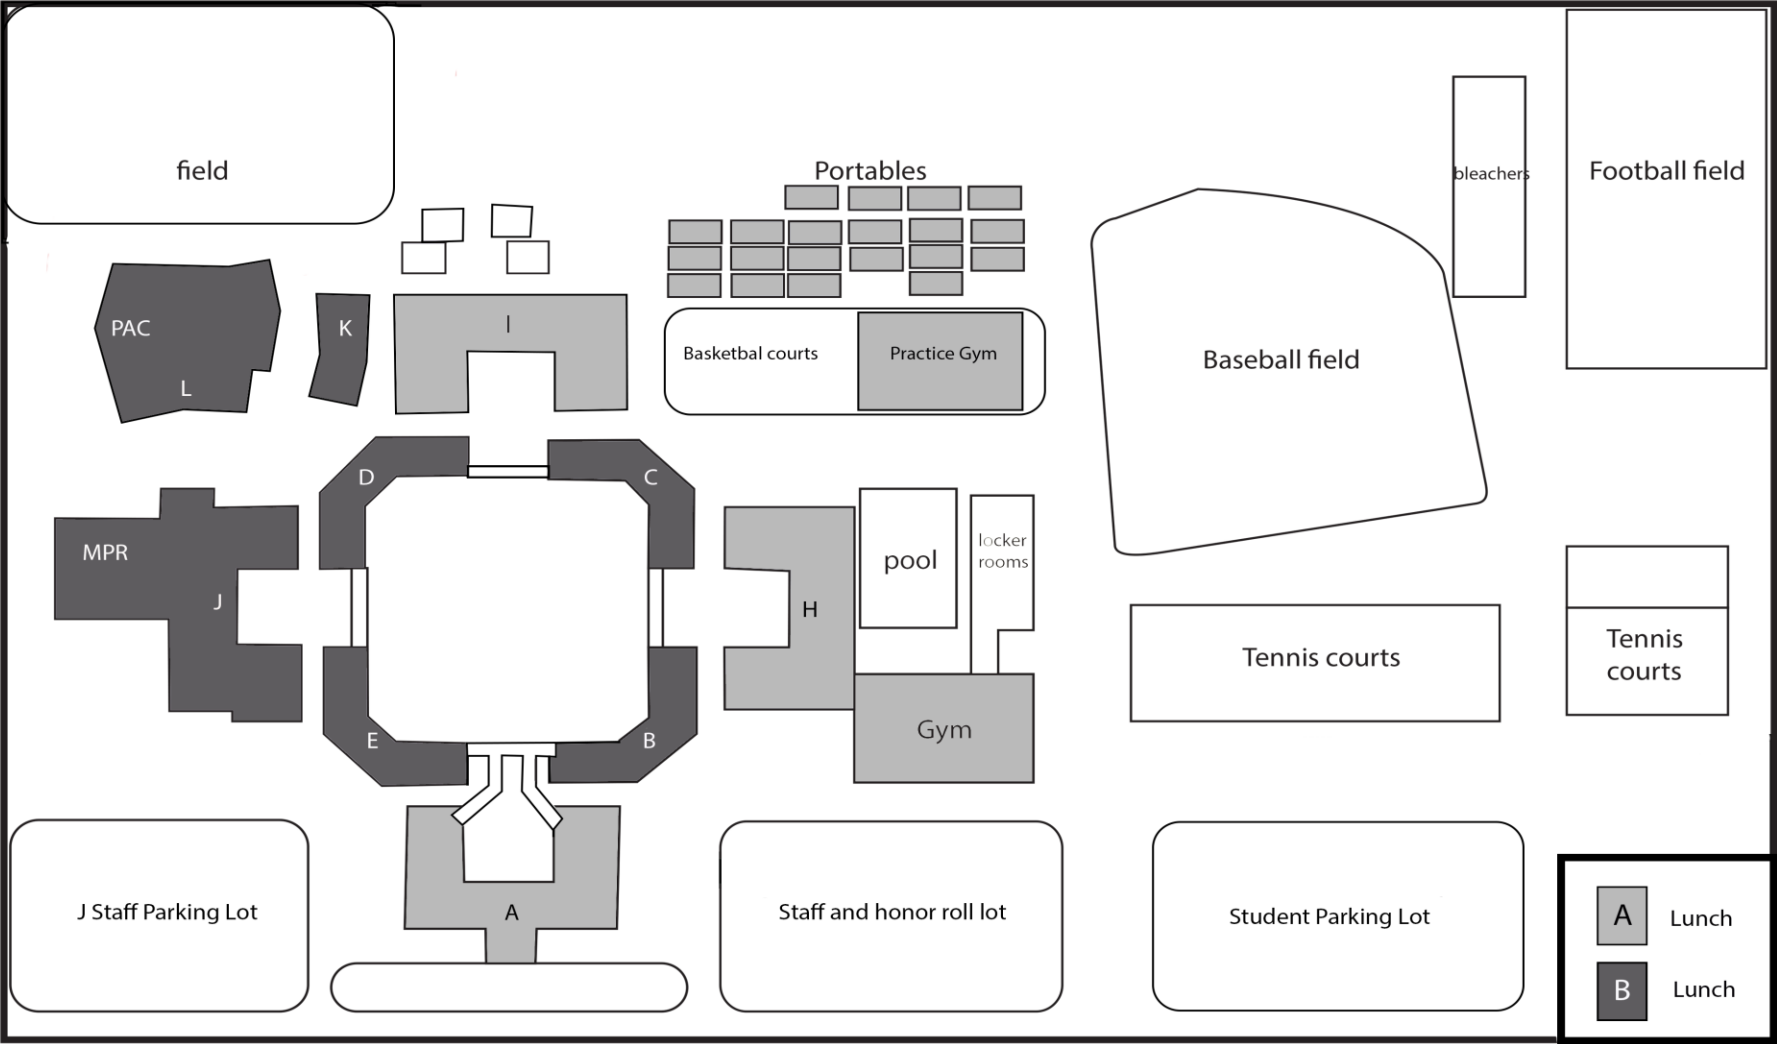 field
Portables
bleachers
Football field
PAC
L
K
I
Basketbal courts
Practice Gym
Baseball field
D
C
MPR
J
H
pool
locker
rooms
Tennis courts
Tennis
courts
E
B
Gym
J Staff Parking Lot
A
Staff and honor roll lot
Student Parking Lot
A Lunch
B Lunch